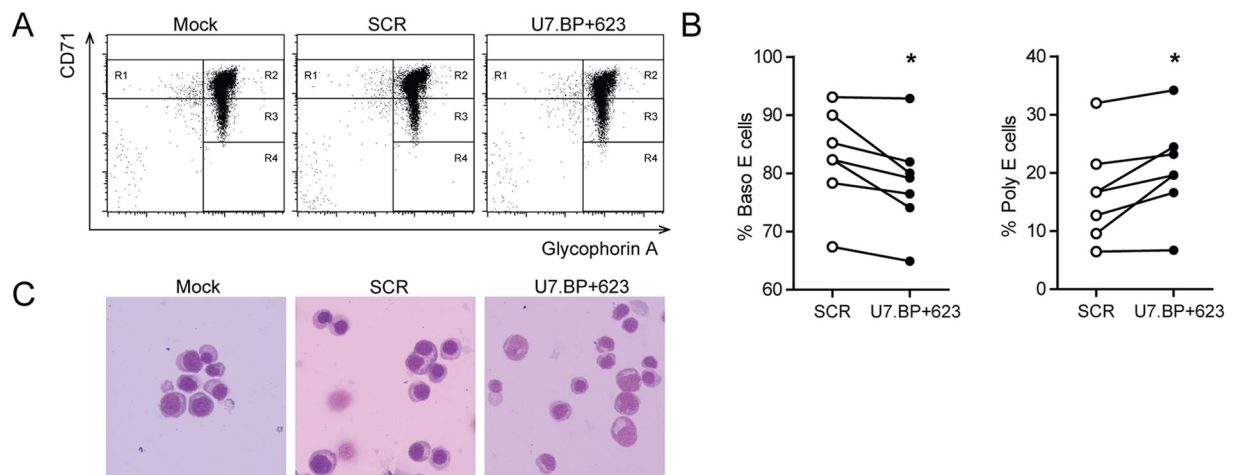 A
Mock SCR U7.BP+623
CD71
R1 R2 R3 R4
R1 R2 R3 R4
R1 R2 R3 R4
Glycophorin A
B
100
90
80
70
60
% Baso E cells
*
SCR U7.BP+623
40
30
20
10
0
% Poly E cells
*
SCR U7.BP+623
C
Mock SCR U7.BP+623